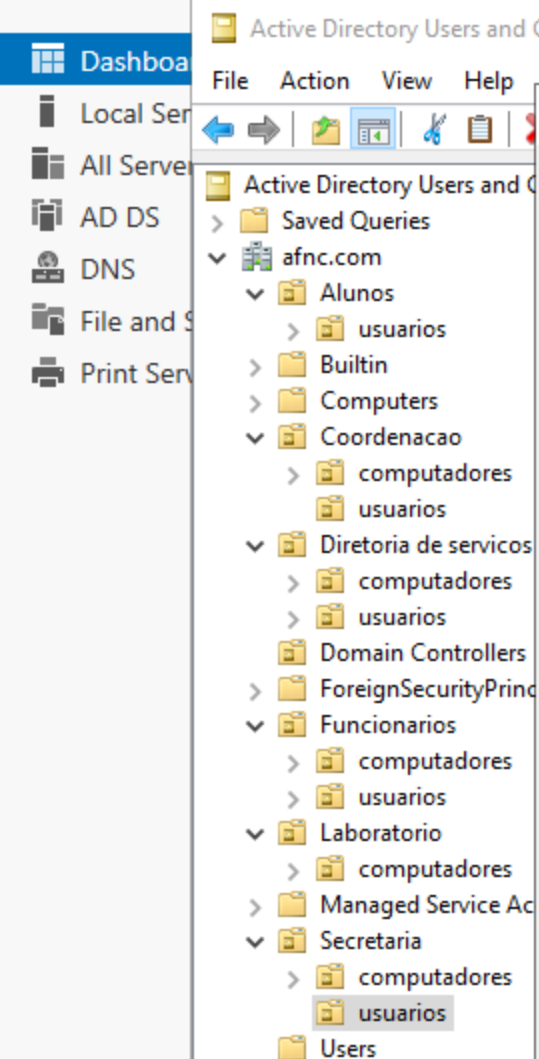 Dashboa
Local Ser
All Server
AD DS
DNS
File and S
Print Serv
Active Directory Users and C
File Action View Help
Active Directory Users and C
Saved Queries
afnc.com
Alunos
usuarios
Builtin
Computers
Coordenacao
computadores
usuarios
Diretoria de servicos
computadores
usuarios
Domain Controllers
ForeignSecurityPrinc
Funcionarios
computadores
usuarios
Laboratorio
computadores
Managed Service Ac
Secretaria
computadores
usuarios
Users